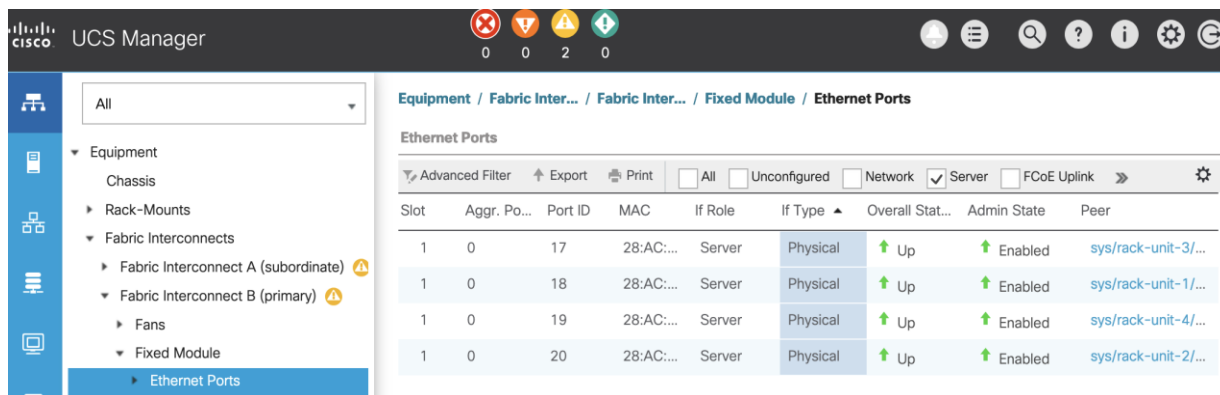 CISCO UCS Manager
0 0 2 0
All
Equipment
Chassis
Rack-Mounts
Fabric Interconnects
Fabric Interconnect A (subordinate)
Fabric Interconnect B (primary)
Fans
Fixed Module
Ethernet Ports
Equipment / Fabric Inter... / Fabric Inter... / Fixed Module / Ethernet Ports
Ethernet Ports
Advanced Filter Export Print All Unconfigured Network Server FCoE Uplink »
Slot Aggr. Po... Port ID MAC If Role If Type Overall Stat... Admin State Peer
1 0 17 28:AC:... Server Physical Up Enabled sys/rack-unit-3/...
1 0 18 28:AC:... Server Physical Up Enabled sys/rack-unit-1/...
1 0 19 28:AC:... Server Physical Up Enabled sys/rack-unit-4/...
1 0 20 28:AC:... Server Physical Up Enabled sys/rack-unit-2/...